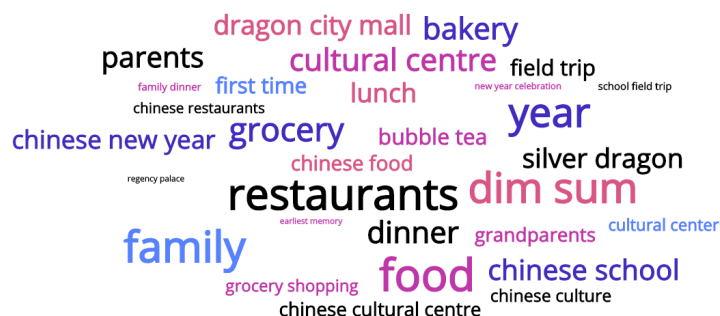 dragon city mall
bakery
parents
cultural centre
field trip
family dinner
first time
lunch
new year celebration
school field trip
chinese restaurants
year
chinese new year
grocery
bubble tea
chinese food
silver dragon
regency palace
restaurants
dim sum
earliest memory
dinner
grandparents
cultural center
family
food
chinese school
grocery shopping
chinese culture
chinese cultural centre